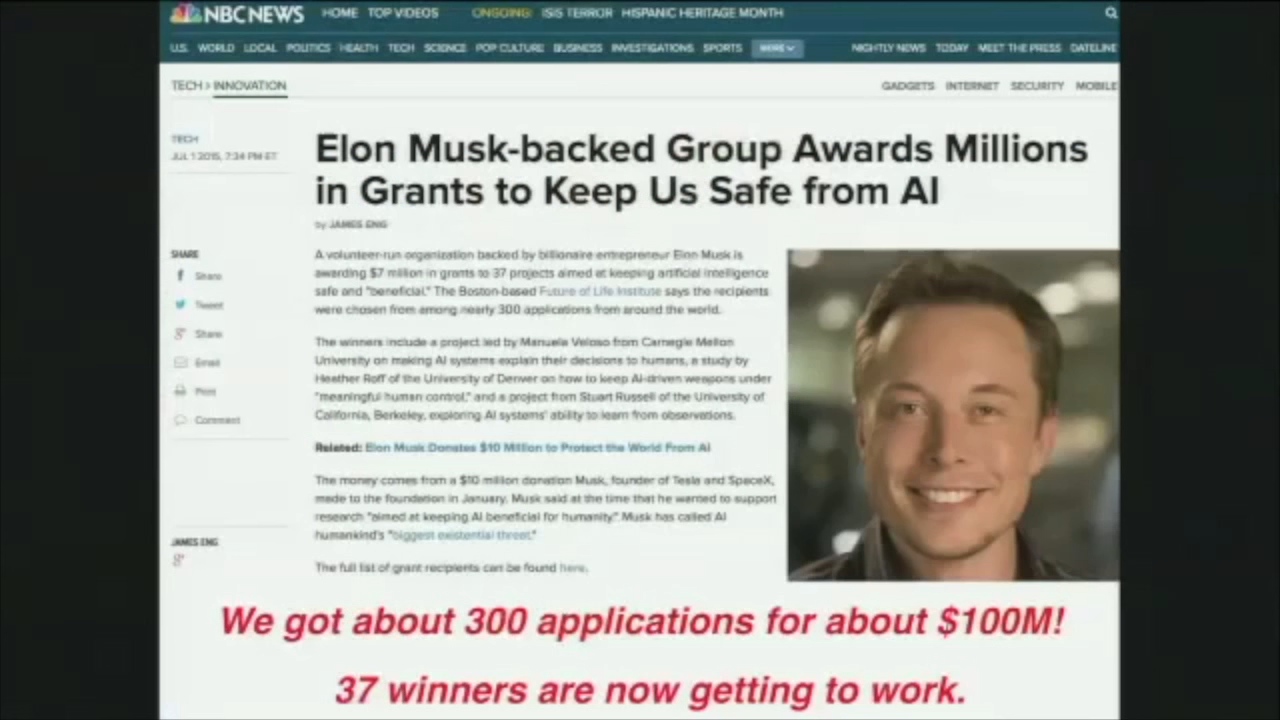 NBC NEWS HOME TOP VIDEOS ONGOING: ISIS TERROR HISPANIC HERITAGE MONTH
U.S. WORLD LOCAL POLITICS HEALTH TECH SCIENCE POP CULTURE BUSINESS INVESTIGATIONS SPORTS MORE NIGHTLY NEWS TODAY MEET THE PRESS DATELINE
TECH > INNOVATION GADGETS INTERNET SECURITY MOBILE
TECH
JUL 1 2015, 7:34 PM ET
Elon Musk-backed Group Awards Millions
in Grants to Keep Us Safe from AI
by JAMES ENG
SHARE
f Share
Tweet
g+ Share
Email
Print
Comment
JAMES ENG
g+
A volunteer-run organization backed by billionaire entrepreneur Elon Musk is
awarding $7 million in grants to 37 projects aimed at keeping artificial intelligence
safe and "beneficial." The Boston-based Future of Life Institute says the recipients
were chosen from among nearly 300 applications from around the world.
The winners include a project led by Manuela Veloso from Carnegie Mellon
University on making AI systems explain their decisions to humans, a study by
Heather Roff of the University of Denver on how to keep AI-driven weapons under
"meaningful human control," and a project from Stuart Russell of the University of
California, Berkeley, exploring AI systems' ability to learn from observations.
Related: Elon Musk Donates $10 Million to Protect the World From AI
The money comes from a $10 million donation Musk, founder of Tesla and SpaceX,
made to the foundation in January. Musk said at the time that he wanted to support
research "aimed at keeping AI beneficial for humanity." Musk has called AI
humankind's "biggest existential threat."
The full list of grant recipients can be found here.
We got about 300 applications for about $100M!
37 winners are now getting to work.